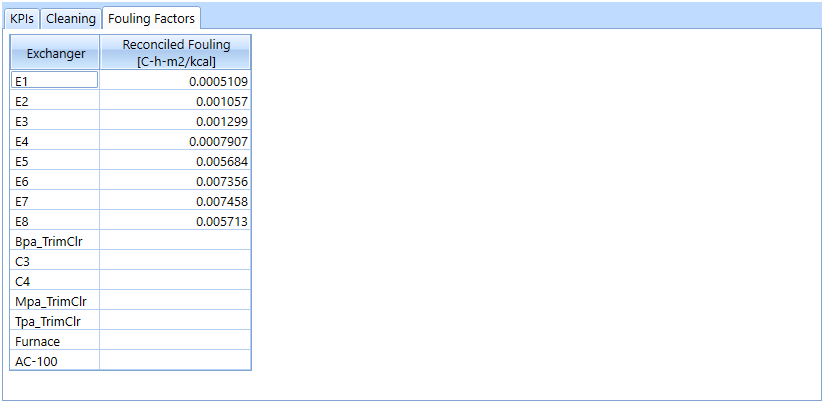 KPIs Cleaning Fouling Factors
Exchanger Reconciled Fouling [C-h-m2/kcal]
E1 0.0005109
E2 0.001057
E3 0.001299
E4 0.0007907
E5 0.005684
E6 0.007356
E7 0.007458
E8 0.005713
Bpa_TrimClr
C3
C4
Mpa_TrimClr
Tpa_TrimClr
Furnace
AC-100